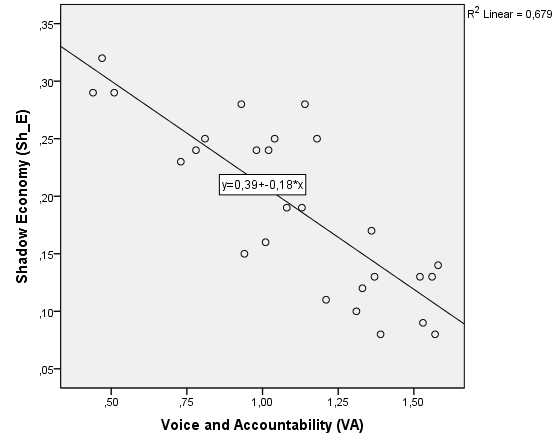 R2 Linear = 0,679
,35
,30
,25
,20
,15
,10
,05
Shadow Economy (Sh_E)
y=0,39+-0,18*x
,50 ,75 1,00 1,25 1,50
Voice and Accountability (VA)